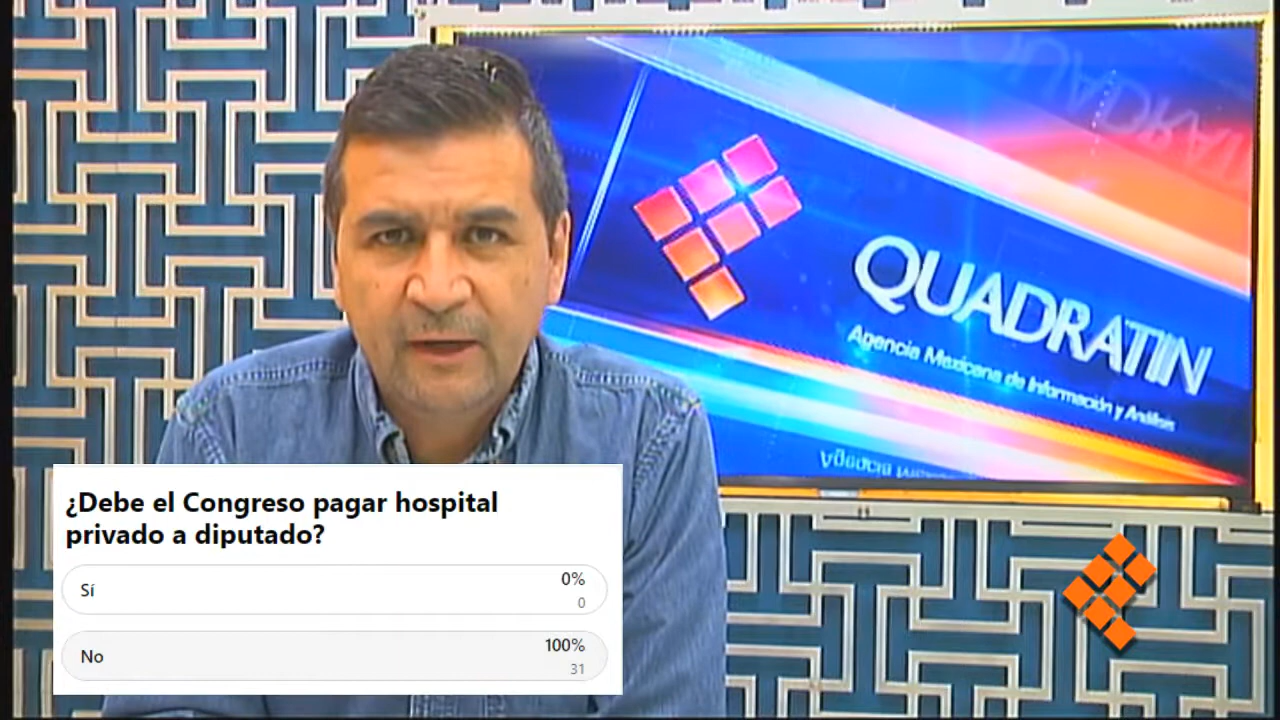 QUADRATIN
Agencia Mexicana de Información y Análisis
¿Debe el Congreso pagar hospital
privado a diputado?
Sí
0%
0
No
100%
31